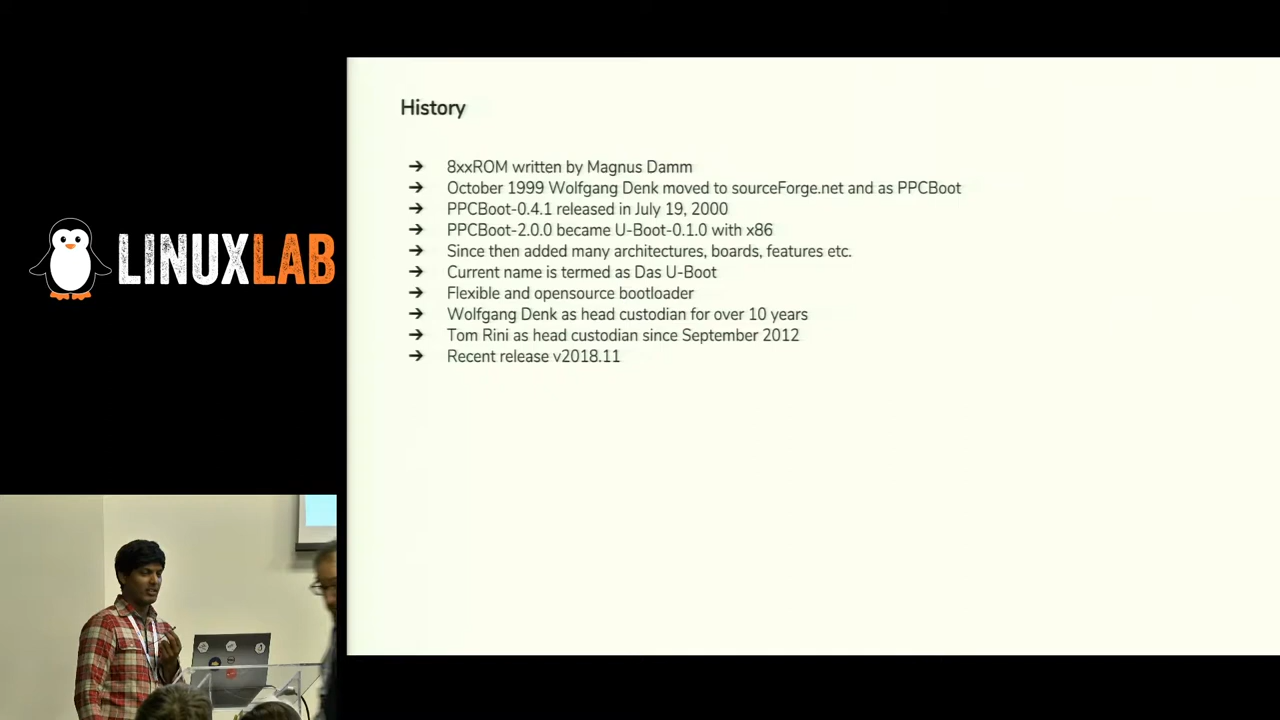 History
→ 8xxROM written by Magnus Damm
→ October 1999 Wolfgang Denk moved to sourceForge.net and as PPCBoot
→ PPCBoot-0.4.1 released in July 19, 2000
→ PPCBoot-2.0.0 became U-Boot-0.1.0 with x86
→ Since then added many architectures, boards, features etc.
→ Current name is termed as Das U-Boot
→ Flexible and opensource bootloader
→ Wolfgang Denk as head custodian for over 10 years
→ Tom Rini as head custodian since September 2012
→ Recent release v2018.11
LINUXLAB